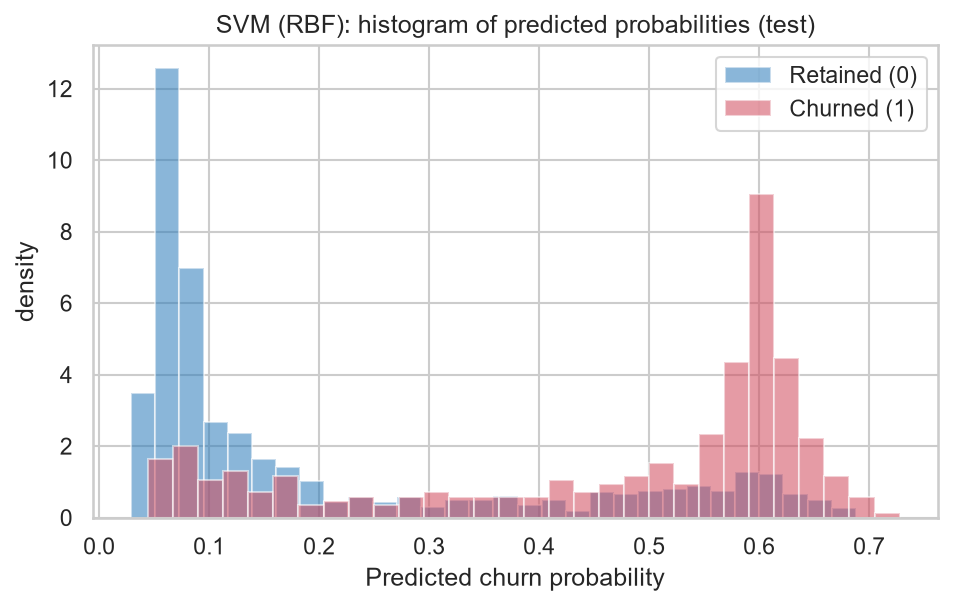 SVM (RBF): histogram of predicted probabilities (test)
Retained (0)
Churned (1)
density
12
10
8
6
4
2
0
0.0 0.1 0.2 0.3 0.4 0.5 0.6 0.7
Predicted churn probability